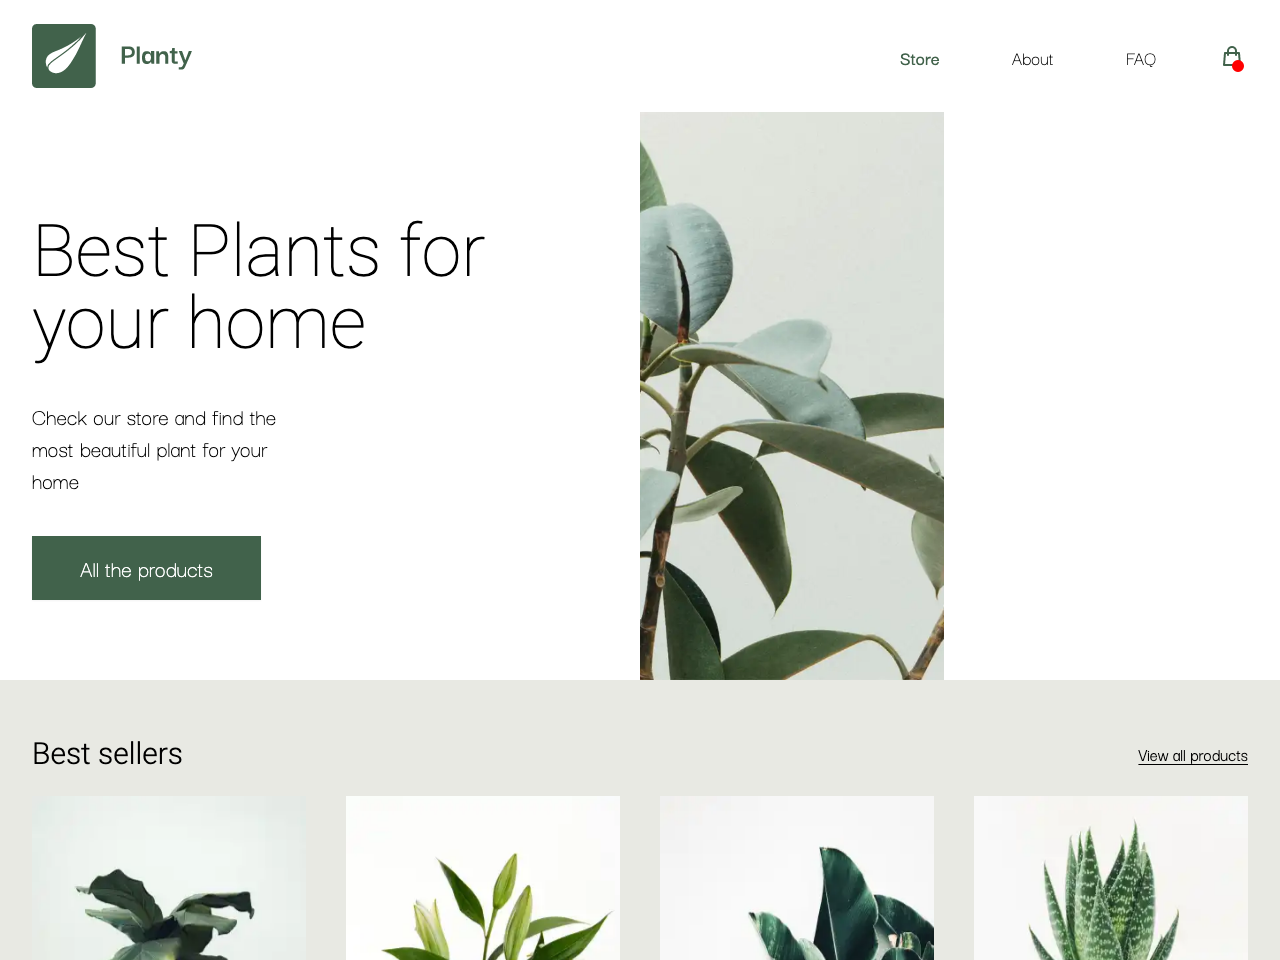 Planty
Store
About
FAQ
Best Plants for
your home
Check our store and find the
most beautiful plant for your
home
All the products
Best sellers
View all products